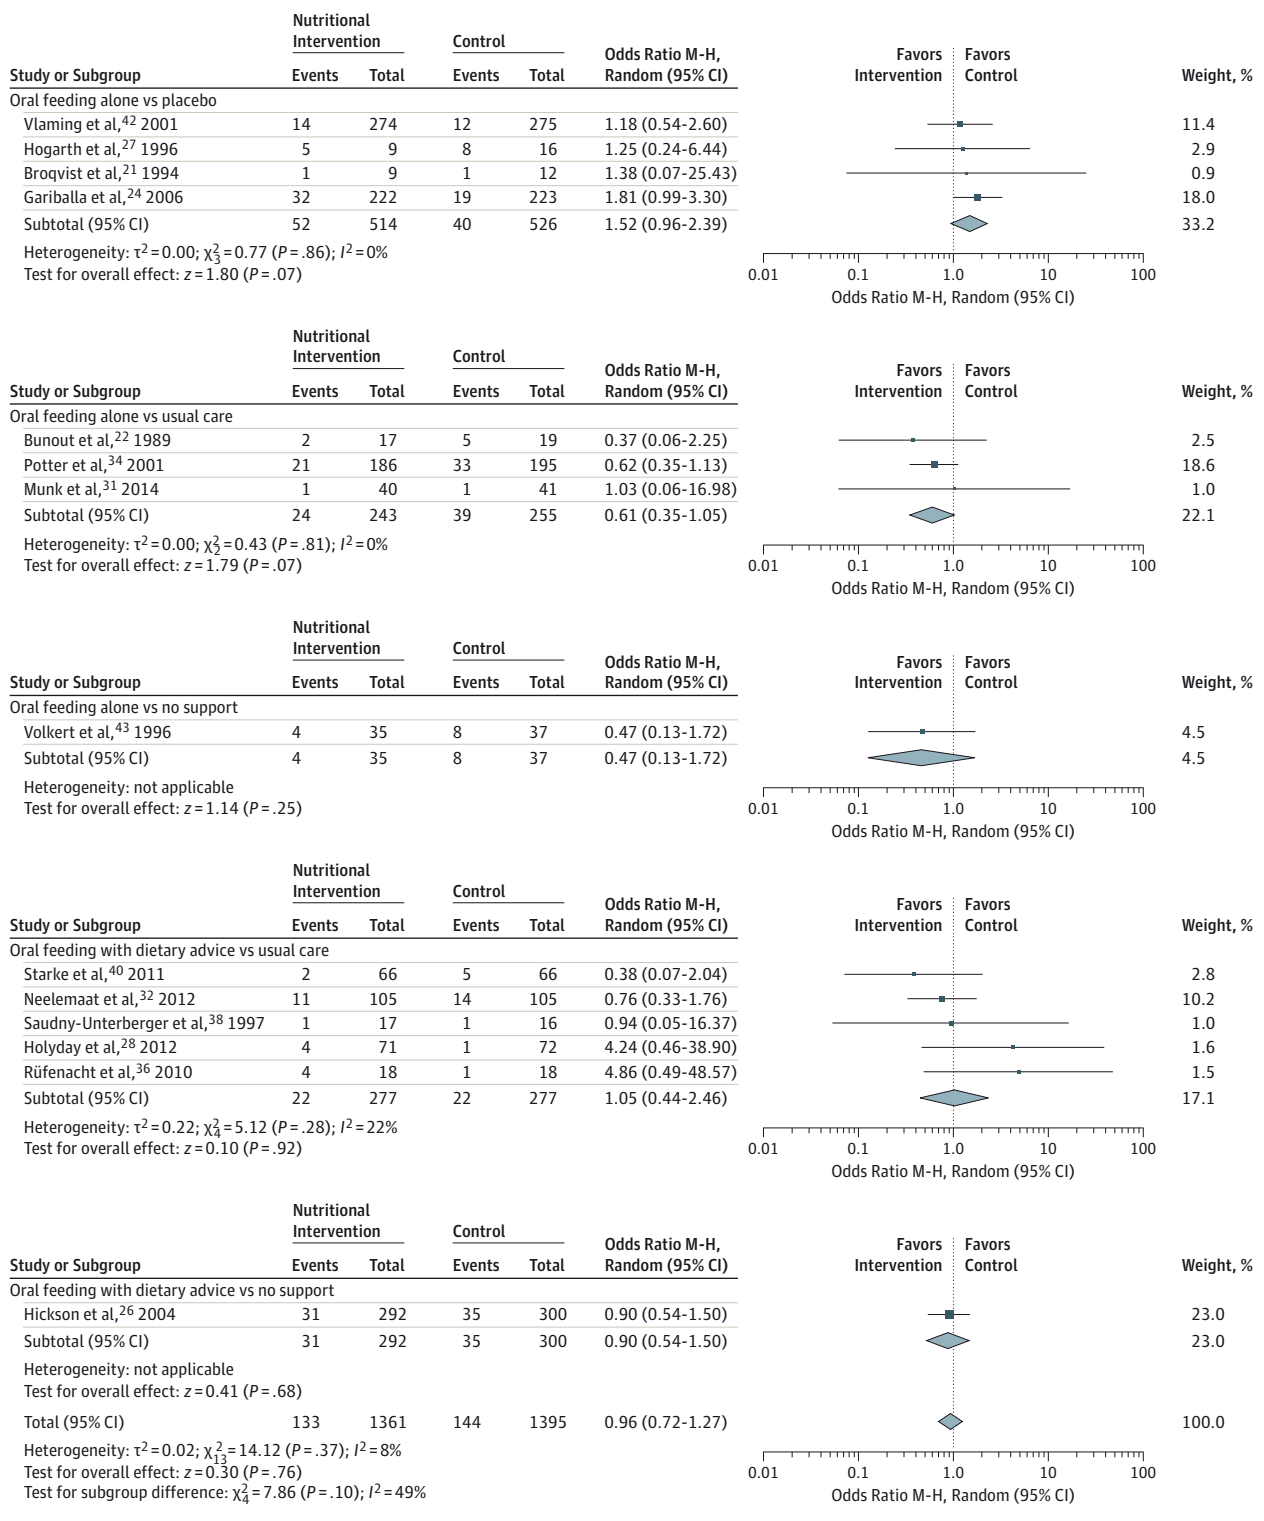 Nutritional
Intervention Control Odds Ratio M-H, Favors Favors
Study or Subgroup Events Total Events Total Random (95% CI) Intervention Control Weight, %
Oral feeding alone vs placebo
Vlaming et al,42 2001 14 274 12 275 1.18 (0.54-2.60) 11.4
Hogarth et al,27 1996 5 9 8 16 1.25 (0.24-6.44) 2.9
Broqvist et al,21 1994 1 9 1 12 1.38 (0.07-25.43) 0.9
Gariballa et al,24 2006 32 222 19 223 1.81 (0.99-3.30) 18.0
Subtotal (95% CI) 52 514 40 526 1.52 (0.96-2.39) 33.2
Heterogeneity: τ2 = 0.00; χ2 3 = 0.77 (P = .86); I2 = 0%
Test for overall effect: z = 1.80 (P = .07)
0.01 0.1 1.0 10 100
Odds Ratio M-H, Random (95% CI)
Nutritional
Intervention Control Odds Ratio M-H, Favors Favors
Study or Subgroup Events Total Events Total Random (95% CI) Intervention Control Weight, %
Oral feeding alone vs usual care
Bunout et al,22 1989 2 17 5 19 0.37 (0.06-2.25) 2.5
Potter et al,34 2001 21 186 33 195 0.62 (0.35-1.13) 18.6
Munk et al,31 2014 1 40 1 41 1.03 (0.06-16.98) 1.0
Subtotal (95% CI) 24 243 39 255 0.61 (0.35-1.05) 22.1
Heterogeneity: τ2 = 0.00; χ2 2 = 0.43 (P = .81); I2 = 0%
Test for overall effect: z = 1.79 (P = .07)
0.01 0.1 1.0 10 100
Odds Ratio M-H, Random (95% CI)
Nutritional
Intervention Control Odds Ratio M-H, Favors Favors
Study or Subgroup Events Total Events Total Random (95% CI) Intervention Control Weight, %
Oral feeding alone vs no support
Volkert et al,43 1996 4 35 8 37 0.47 (0.13-1.72) 4.5
Subtotal (95% CI) 4 35 8 37 0.47 (0.13-1.72) 4.5
Heterogeneity: not applicable
Test for overall effect: z = 1.14 (P = .25)
0.01 0.1 1.0 10 100
Odds Ratio M-H, Random (95% CI)
Nutritional
Intervention Control Odds Ratio M-H, Favors Favors
Study or Subgroup Events Total Events Total Random (95% CI) Intervention Control Weight, %
Oral feeding with dietary advice vs usual care
Starke et al,40 2011 2 66 5 66 0.38 (0.07-2.04) 2.8
Neelemaat et al,32 2012 11 105 14 105 0.76 (0.33-1.76) 10.2
Saudny-Unterberger et al,38 1997 1 17 1 16 0.94 (0.05-16.37) 1.0
Holyday et al,28 2012 4 71 1 72 4.24 (0.46-38.90) 1.6
Rüfenacht et al,36 2010 4 18 1 18 4.86 (0.49-48.57) 1.5
Subtotal (95% CI) 22 277 22 277 1.05 (0.44-2.46) 17.1
Heterogeneity: τ2 = 0.22; χ2 4 = 5.12 (P = .28); I2 = 22%
Test for overall effect: z = 0.10 (P = .92)
0.01 0.1 1.0 10 100
Odds Ratio M-H, Random (95% CI)
Nutritional
Intervention Control Odds Ratio M-H, Favors Favors
Study or Subgroup Events Total Events Total Random (95% CI) Intervention Control Weight, %
Oral feeding with dietary advice vs no support
Hickson et al,26 2004 31 292 35 300 0.90 (0.54-1.50) 23.0
Subtotal (95% CI) 31 292 35 300 0.90 (0.54-1.50) 23.0
Heterogeneity: not applicable
Test for overall effect: z = 0.41 (P = .68)
Total (95% CI) 133 1361 144 1395 0.96 (0.72-1.27) 100.0
Heterogeneity: τ2 = 0.02; χ2 13 = 14.12 (P = .37); I2 = 8%
Test for overall effect: z = 0.30 (P = .76)
Test for subgroup difference: χ2 4 = 7.86 (P = .10); I2 = 49%
0.01 0.1 1.0 10 100
Odds Ratio M-H, Random (95% CI)